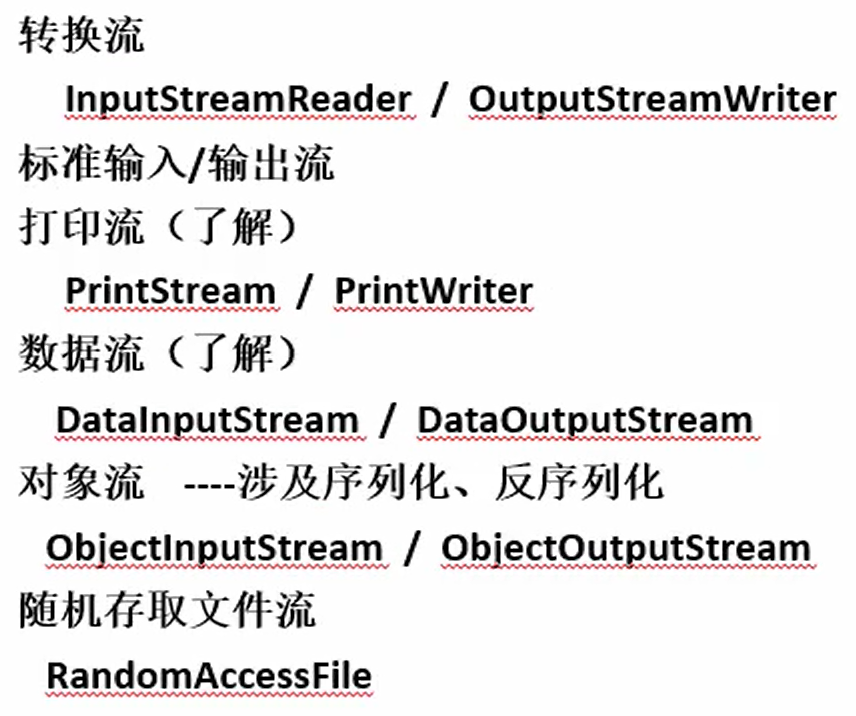 转换流
InputStreamReader / OutputStreamWriter
标准输入/输出流
打印流（了解）
PrintStream / PrintWriter
数据流（了解）
DataInputStream / DataOutputStream
对象流 ----涉及序列化、反序列化
ObjectInputStream / ObjectOutputStream
随机存取文件流
RandomAccessFile